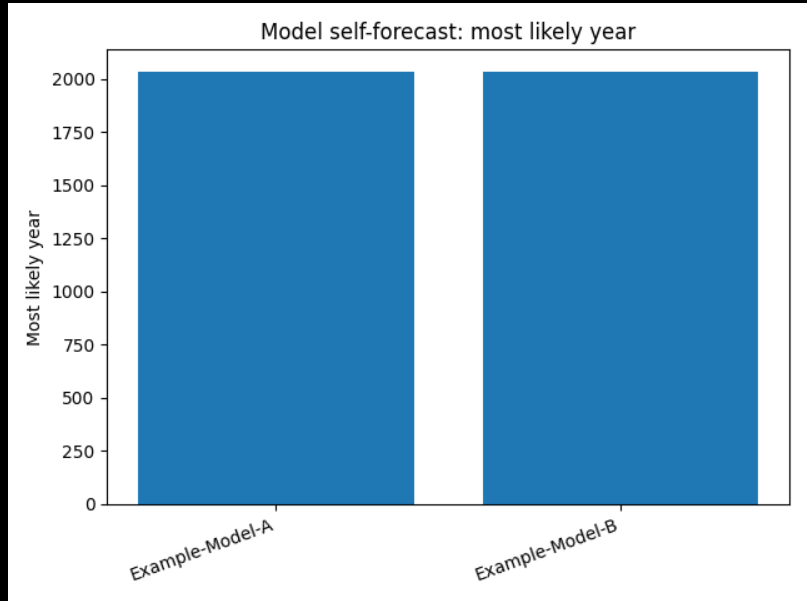 Model self-forecast: most likely year
Most likely year
2000
1750
1500
1250
1000
750
500
250
0
Example-Model-A
Example-Model-B